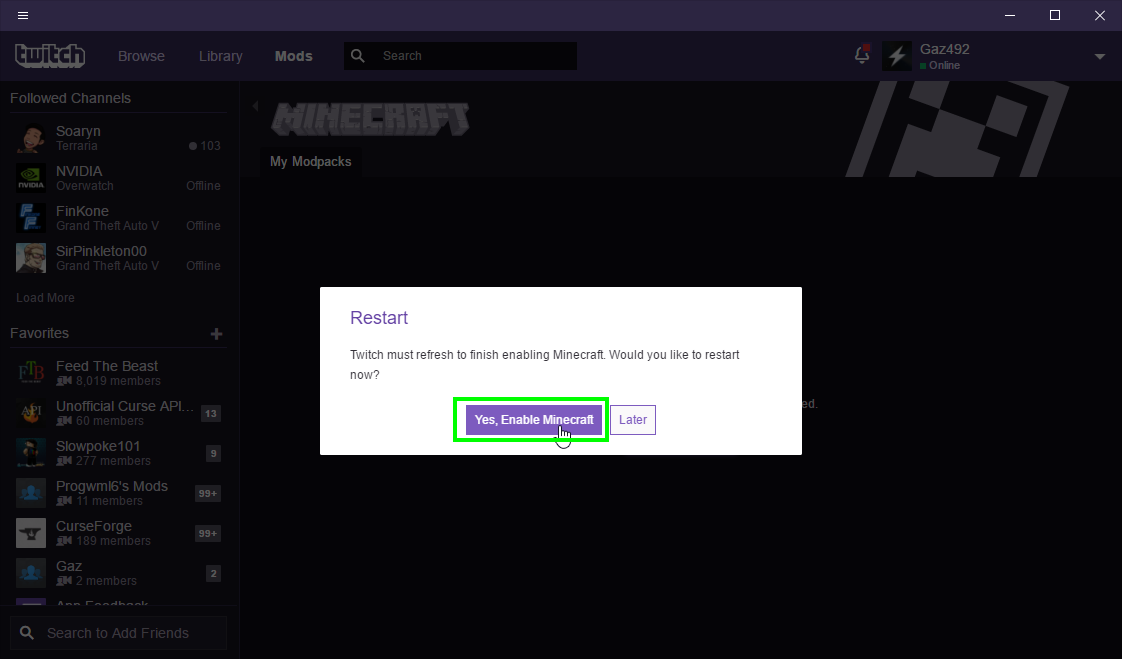 twitch
Browse
Library
Mods
Search
Gaz492
Online
Followed Channels
Soaryn
Terraria
103
NVIDIA
Overwatch
Offline
FinKone
Grand Theft Auto V
Offline
SirPinkleton00
Grand Theft Auto V
Offline
Load More
Favorites
Feed The Beast
8,019 members
Unofficial Curse API...
60 members
13
Slowpoke101
277 members
9
Progwml6's Mods
11 members
99+
CurseForge
189 members
99+
Gaz
2 members
2
App Feedback
Search to Add Friends
MINECRAFT
My Modpacks
Restart
Twitch must refresh to finish enabling Minecraft. Would you like to restart
now?
Yes, Enable Minecraft
Later
ed.